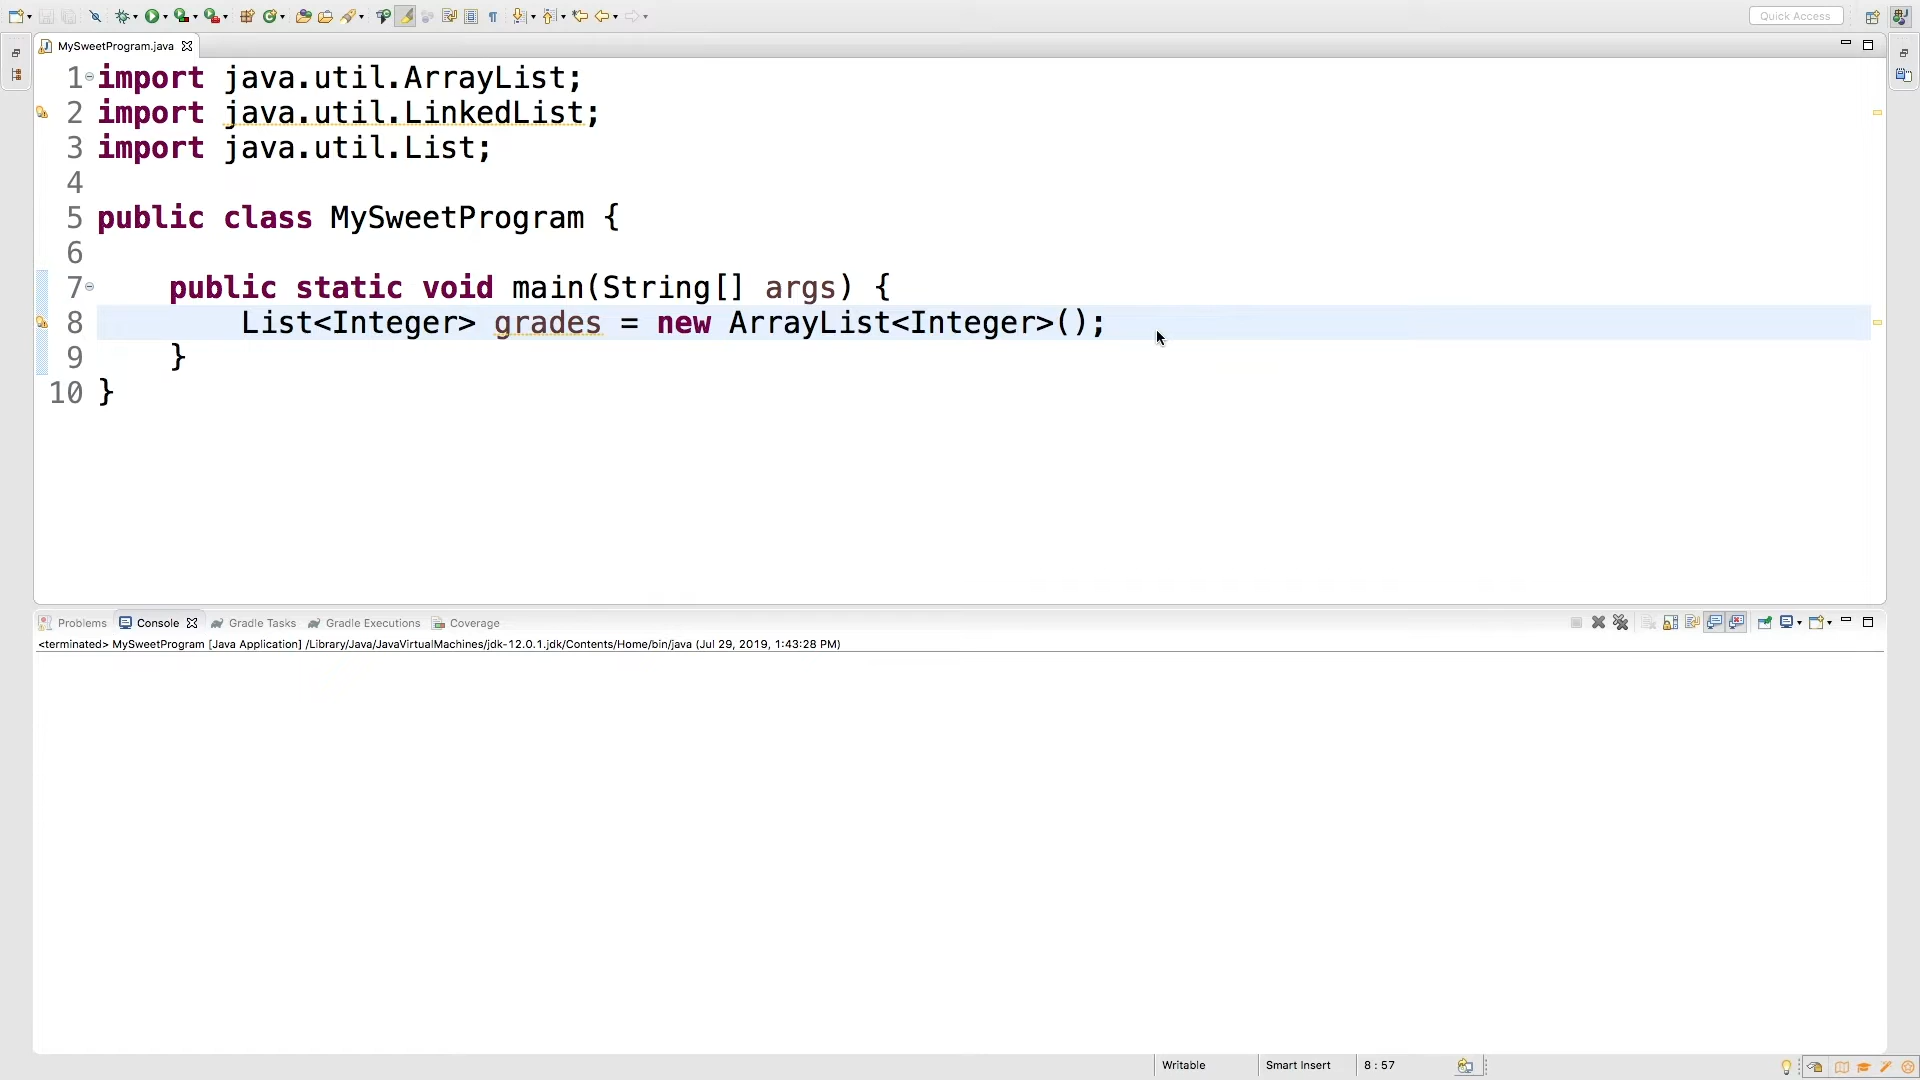 Quick Access
MySweetProgram.java
1 import java.util.ArrayList;
2 import java.util.LinkedList;
3 import java.util.List;
4
5 public class MySweetProgram {
6
7 public static void main(String[] args) {
8 List<Integer> grades = new ArrayList<Integer>();
9 }
10 }
Problems Console Gradle Tasks Gradle Executions Coverage
<terminated> MySweetProgram [Java Application] /Library/Java/JavaVirtualMachines/jdk-12.0.1.jdk/Contents/Home/bin/java (Jul 29, 2019, 1:43:28 PM)
Writable Smart Insert 8 : 57